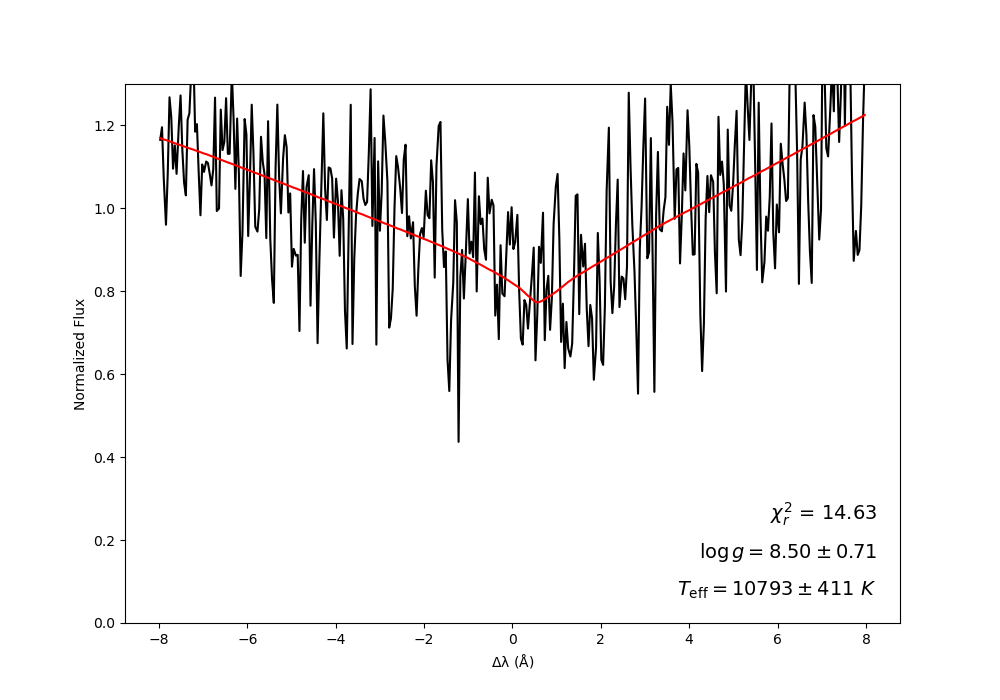 1.2
1.0
0.8
0.6
0.4
0.2
0.0
Normalized Flux
χ²ᵣ = 14.63
log g = 8.50 ± 0.71
T_eff = 10793 ± 411 K
−8 −6 −4 −2 0 2 4 6 8
Δλ (Å)